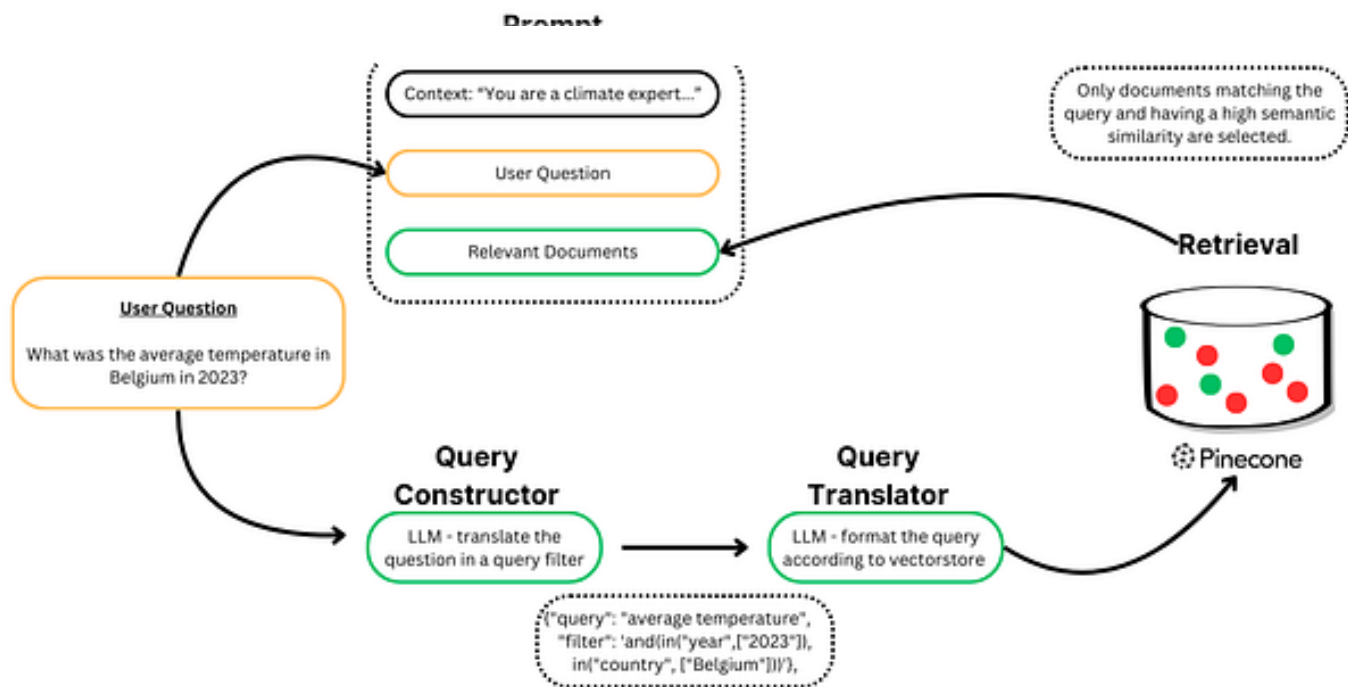 Prompt
Context: "You are a climate expert..."
User Question
Relevant Documents
Only documents matching the
query and having a high semantic
similarity are selected.
Retrieval
User Question
What was the average temperature in
Belgium in 2023?
Pinecone
Query
Constructor
LLM - translate the
question in a query filter
Query
Translator
LLM - format the query
according to vectorstore
{"query": "average temperature",
"filter": 'and(in("year",["2023"]),
in("country", ["Belgium"]))'},